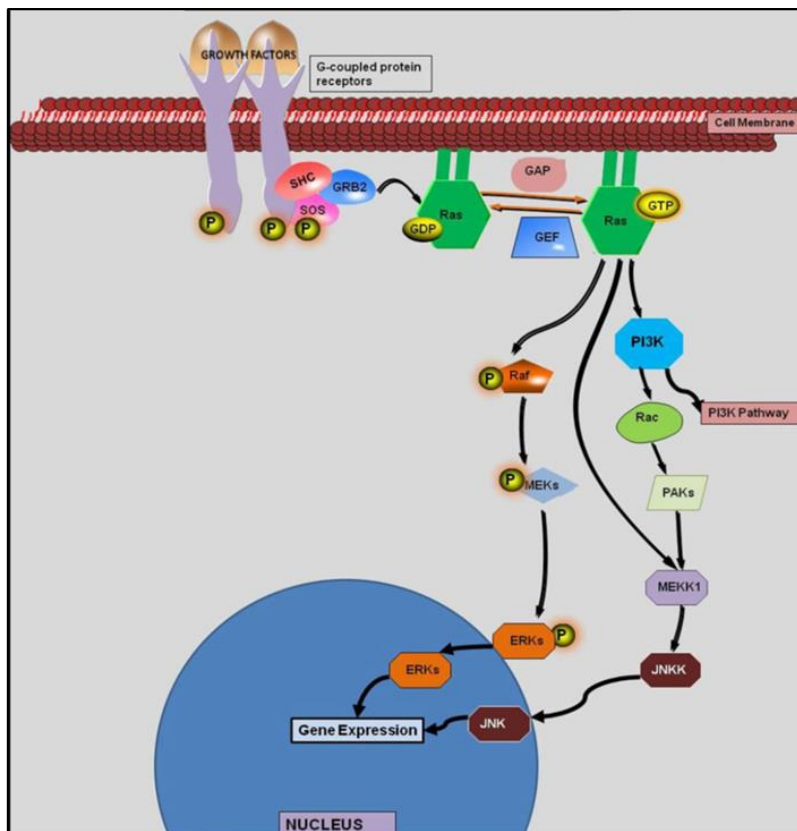 GROWTH FACTORS
G-coupled protein
receptors
Cell Membrane
SHC
GRB2
SOS
P
P
P
Ras
GDP
GAP
GEF
Ras
GTP
PI3K
P
Raf
Rac
PI3K Pathway
P
MEKs
PAKs
MEKK1
ERKs
P
ERKs
JNKK
JNK
Gene Expression
NUCLEUS